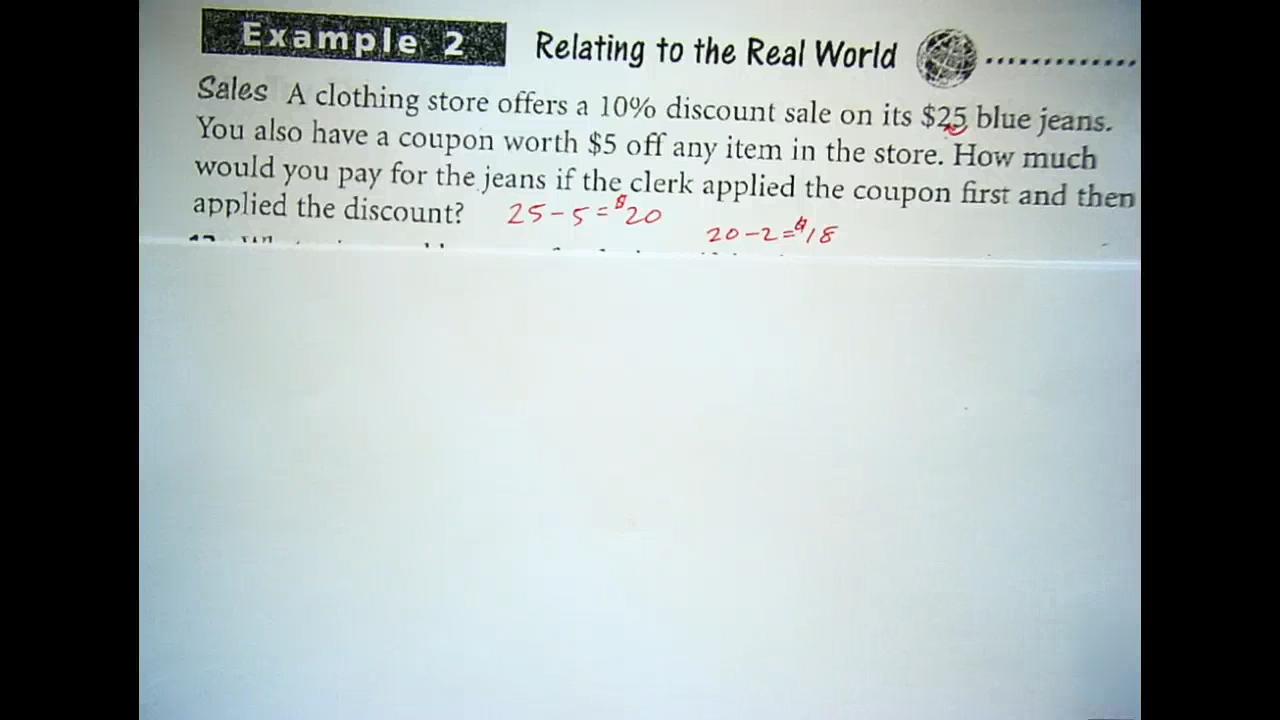 Example 2 Relating to the Real World
Sales A clothing store offers a 10% discount sale on its $25 blue jeans.
You also have a coupon worth $5 off any item in the store. How much
would you pay for the jeans if the clerk applied the coupon first and then
applied the discount? 25-5=$20
20-2=$18